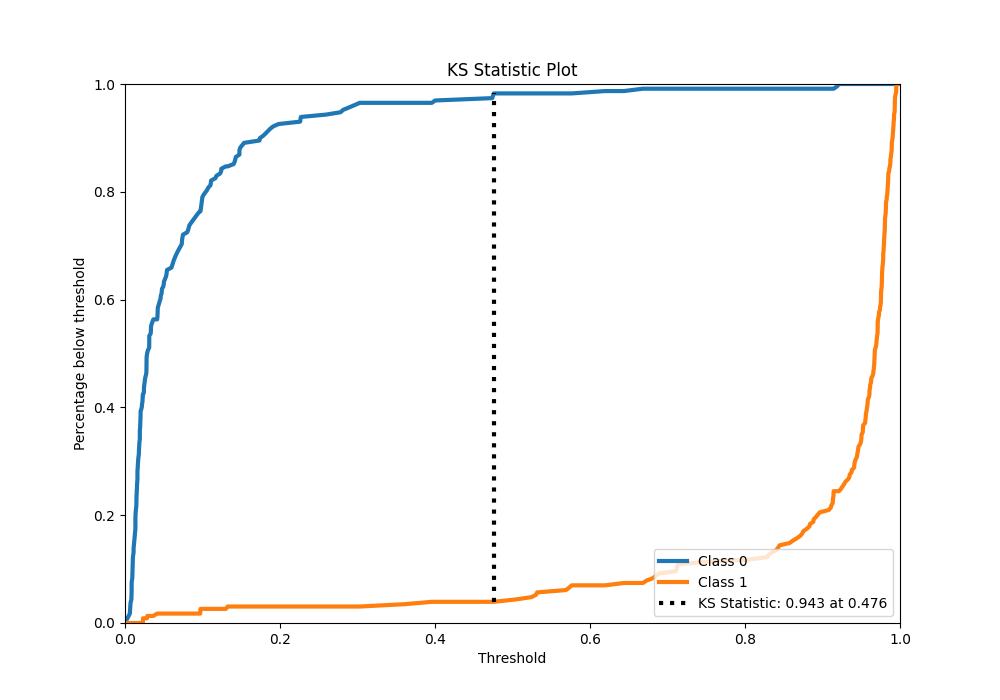 KS Statistic Plot
Percentage below threshold
1.0
0.8
0.6
0.4
0.2
0.0
0.0 0.2 0.4 0.6 0.8 1.0
Threshold
Class 0
Class 1
KS Statistic: 0.943 at 0.476